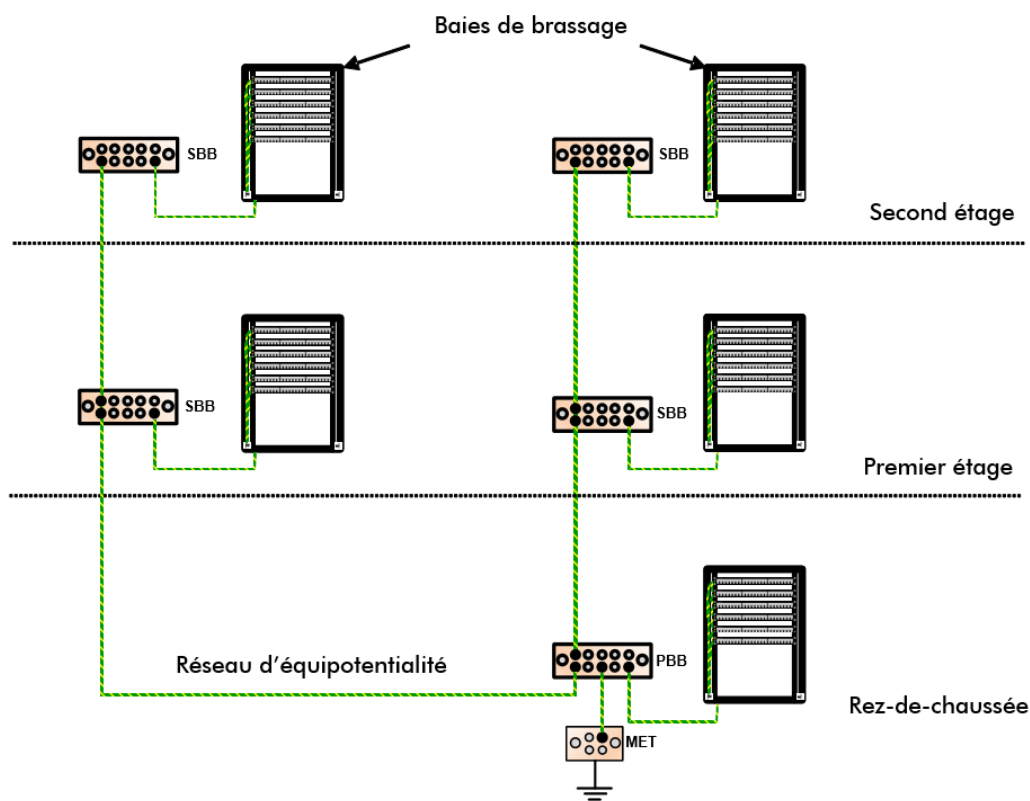 Baies de brassage
SBB
SBB
Second étage
SBB
SBB
Premier étage
Réseau d'équipotentialité
PBB
Rez-de-chaussée
MET